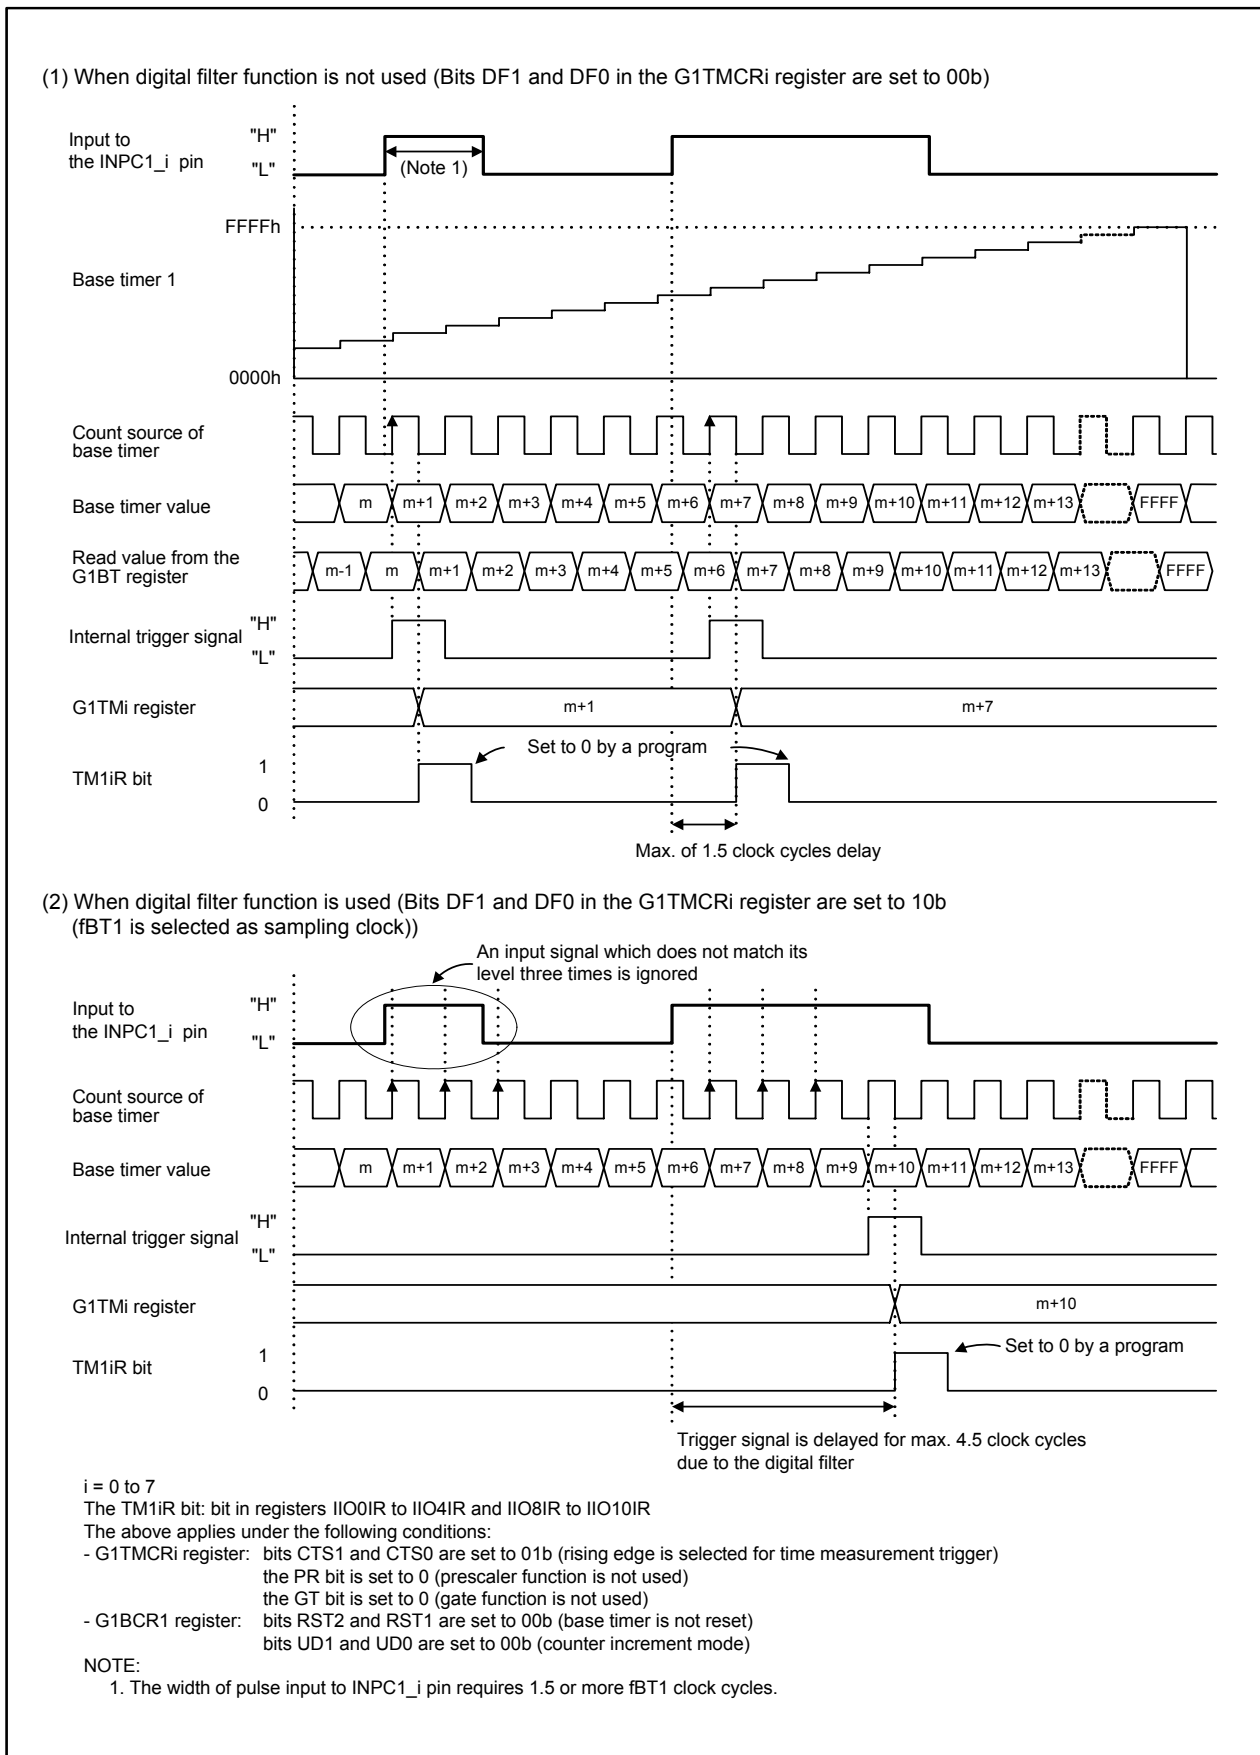 (1) When digital filter function is not used (Bits DF1 and DF0 in the G1TMCRi register are set to 00b)
Input to
the INPC1_i pin
"H"
"L"
(Note 1)
FFFFh
Base timer 1
0000h
Count source of
base timer
Base timer value
m m+1 m+2 m+3 m+4 m+5 m+6 m+7 m+8 m+9 m+10 m+11 m+12 m+13 FFFF
Read value from the
G1BT register
m-1 m m+1 m+2 m+3 m+4 m+5 m+6 m+7 m+8 m+9 m+10 m+11 m+12 m+13 FFFF
Internal trigger signal
"H"
"L"
G1TMi register
m+1 m+7
Set to 0 by a program
TM1iR bit
1
0
Max. of 1.5 clock cycles delay
(2) When digital filter function is used (Bits DF1 and DF0 in the G1TMCRi register are set to 10b
(fBT1 is selected as sampling clock))
An input signal which does not match its
level three times is ignored
Input to
the INPC1_i pin
"H"
"L"
Count source of
base timer
Base timer value
m m+1 m+2 m+3 m+4 m+5 m+6 m+7 m+8 m+9 m+10 m+11 m+12 m+13 FFFF
Internal trigger signal
"H"
"L"
G1TMi register
m+10
TM1iR bit
1
0
Set to 0 by a program
Trigger signal is delayed for max. 4.5 clock cycles
due to the digital filter
i = 0 to 7
The TM1iR bit: bit in registers IIO0IR to IIO4IR and IIO8IR to IIO10IR
The above applies under the following conditions:
- G1TMCRi register: bits CTS1 and CTS0 are set to 01b (rising edge is selected for time measurement trigger)
the PR bit is set to 0 (prescaler function is not used)
the GT bit is set to 0 (gate function is not used)
- G1BCR1 register: bits RST2 and RST1 are set to 00b (base timer is not reset)
bits UD1 and UD0 are set to 00b (counter increment mode)
NOTE:
1. The width of pulse input to INPC1_i pin requires 1.5 or more fBT1 clock cycles.